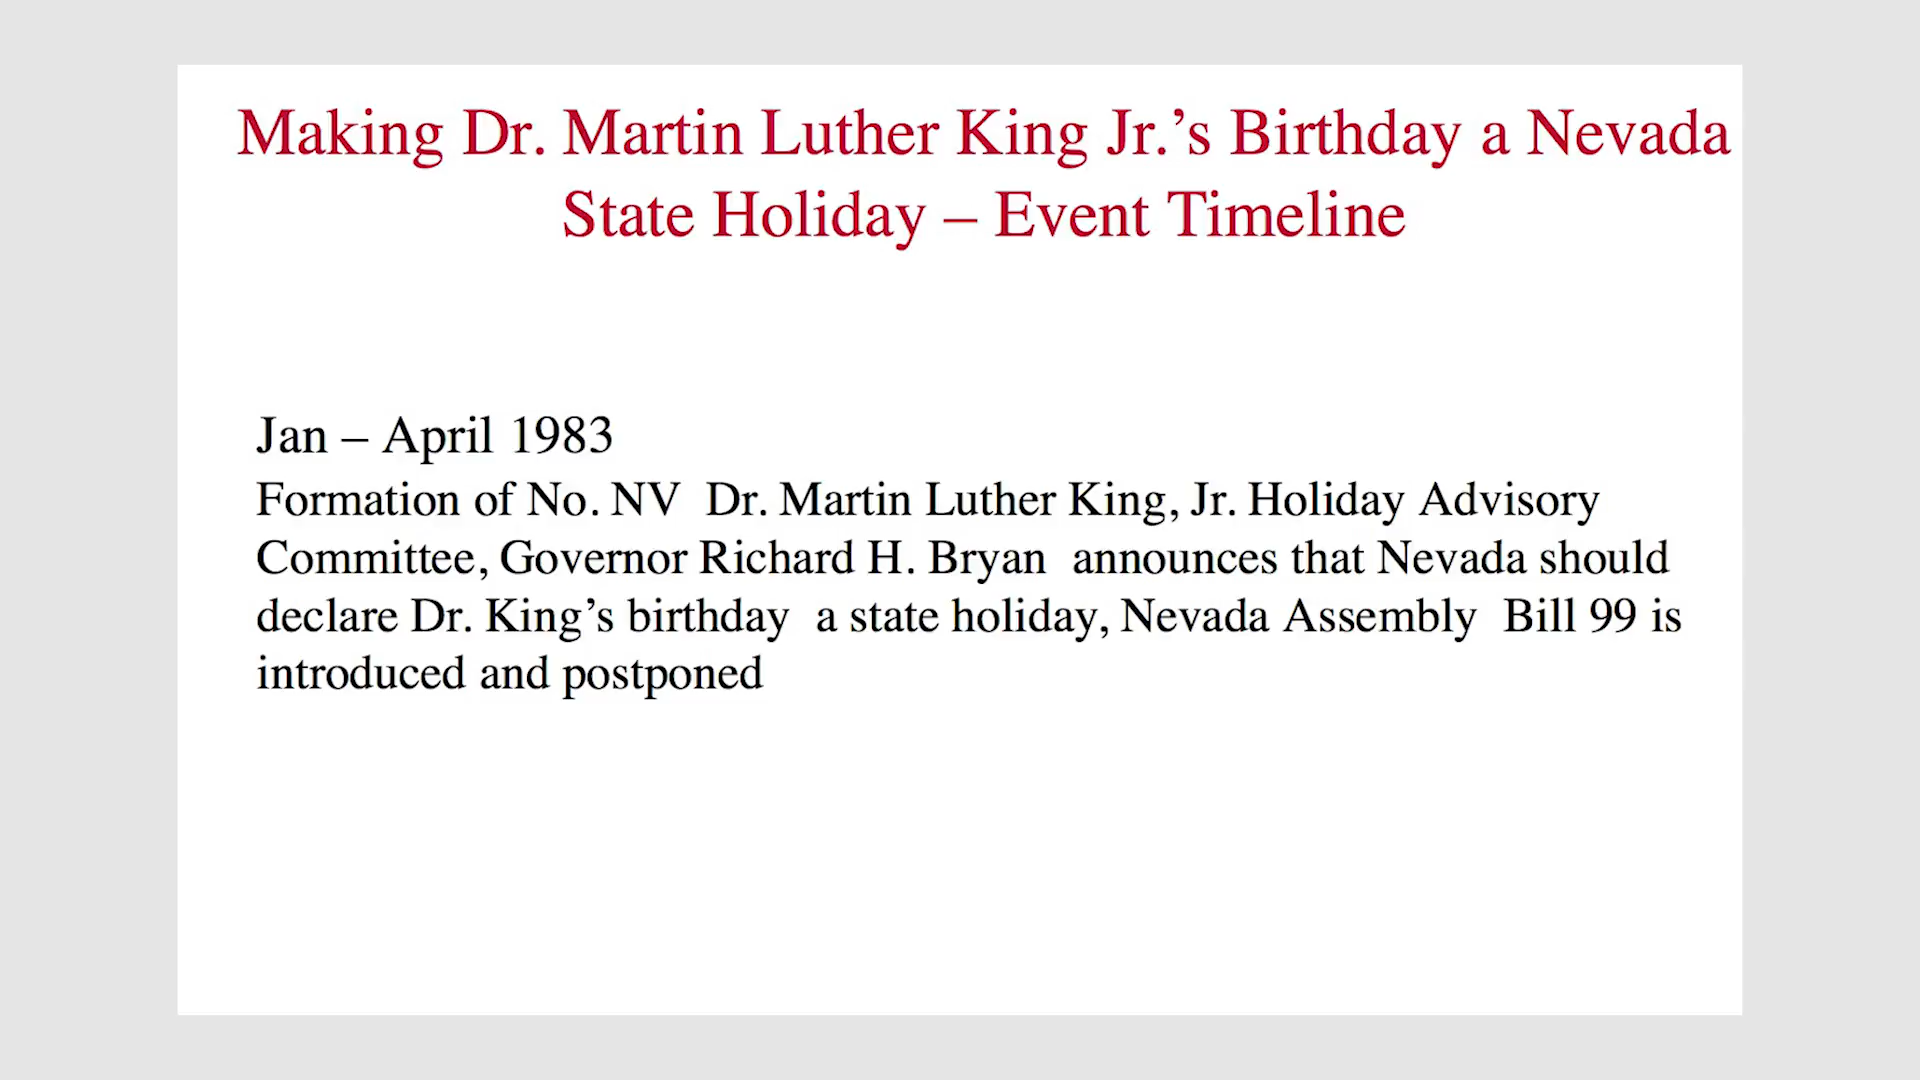 Making Dr. Martin Luther King Jr.’s Birthday a Nevada
State Holiday – Event Timeline
Jan – April 1983
Formation of No. NV  Dr. Martin Luther King, Jr. Holiday Advisory
Committee, Governor Richard H. Bryan  announces that Nevada should
declare Dr. King’s birthday  a state holiday, Nevada Assembly  Bill 99 is
introduced and postponed